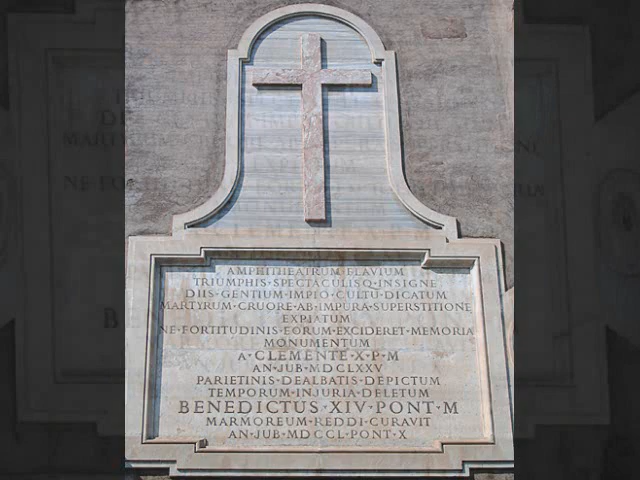 AMPHITHEATRUM·FLAVIUM
TRIUMPHIS·SPECTACULISQ·INSIGNE
DIIS·GENTIUM·IMPIO·CULTU·DICATUM
MARTYRUM·CRUORE·AB·IMPURA·SUPERSTITIONE
EXPIATUM
NE·FORTITUDINIS·EORUM·EXCIDERET·MEMORIA
MONUMENTUM
A·CLEMENTE·X·P·M
AN·JUB·MDCLXXV
PARIETINIS·DEALBATIS·DEPICTUM
TEMPORUM·INJURIA·DELETUM
BENEDICTUS·XIV·PONT·M
MARMOREUM·REDDI·CURAVIT
AN·JUB·MDCCL·PONT·X